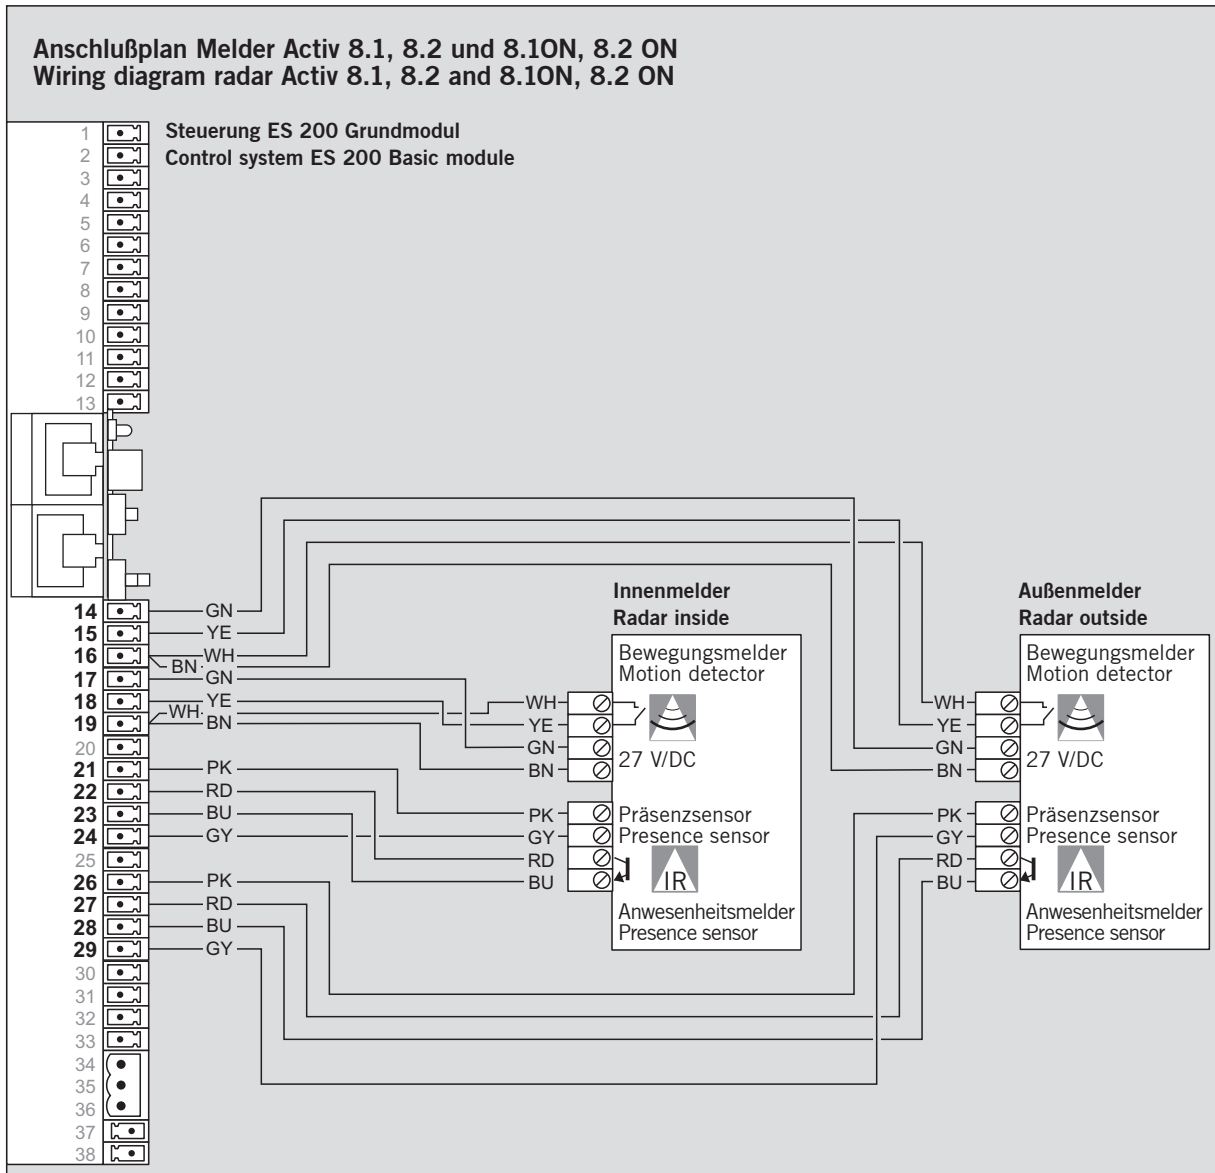 Anschlußplan Melder Activ 8.1, 8.2 und 8.1ON, 8.2 ON
Wiring diagram radar Activ 8.1, 8.2 and 8.1ON, 8.2 ON
Steuerung ES 200 Grundmodul
Control system ES 200 Basic module
1
2
3
4
5
6
7
8
9
10
11
12
13
14 GN
15 YE
16 WH
BN
17 GN
18 YE
WH
19 BN
20
21 PK
22 RD
23 BU
24 GY
25
26 PK
27 RD
28 BU
29 GY
30
31
32
33
34
35
36
37
38
Innenmelder
Radar inside
Bewegungsmelder
Motion detector
WH
YE
GN
27 V/DC
BN
PK Präsenzsensor
GY Presence sensor
RD
IR
BU
Anwesenheitsmelder
Presence sensor
Außenmelder
Radar outside
Bewegungsmelder
Motion detector
WH
YE
GN
27 V/DC
BN
PK Präsenzsensor
GY Presence sensor
RD
IR
BU
Anwesenheitsmelder
Presence sensor